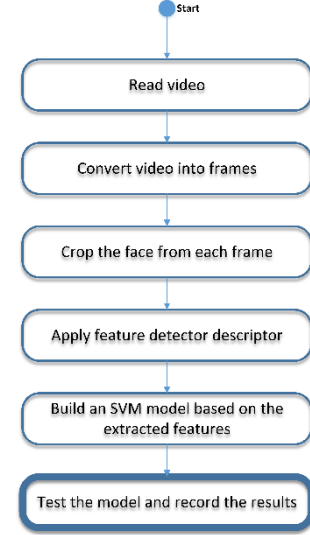 Start
Read video
Convert video into frames
Crop the face from each frame
Apply feature detector descriptor
Build an SVM model based on the
extracted features
Test the model and record the results